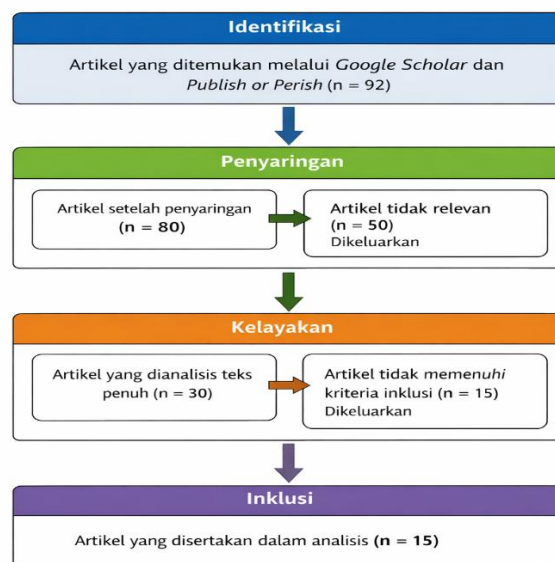 Identifikasi
Artikel yang ditemukan melalui Google Scholar dan
Publish or Perish (n = 92)
Penyaringan
Artikel setelah penyaringan
(n = 80)
Artikel tidak relevan
(n = 50)
Dikeluarkan
Kelayakan
Artikel yang dianalisis teks
penuh (n = 30)
Artikel tidak memenuhi
kriteria inklusi (n = 15)
Dikeluarkan
Inklusi
Artikel yang disertakan dalam analisis (n = 15)